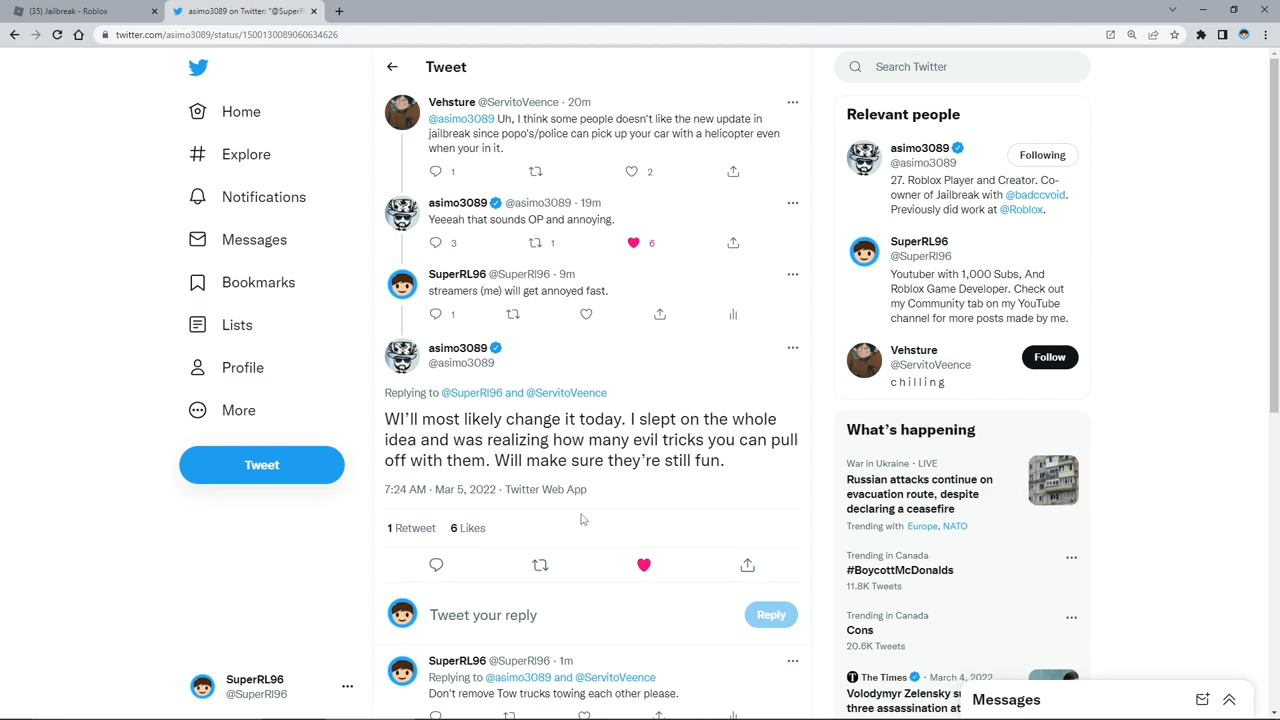 (35) Jailbreak - Roblox
asimo3089 on Twitter: "@SuperR
twitter.com/asimo3089/status/1500130089060634626
Home
Explore
Notifications
Messages
Bookmarks
Lists
Profile
More
Tweet
SuperRL96
@SuperRl96
Tweet
Vehsture @ServitoVeence · 20m
@asimo3089 Uh, I think some people doesn't like the new update in
jailbreak since popo's/police can pick up your car with a helicopter even
when your in it.
1
2
asimo3089 @asimo3089 · 19m
Yeeeah that sounds OP and annoying.
3
1
6
SuperRL96 @SuperRl96 · 9m
streamers (me) will get annoyed fast.
1
asimo3089
@asimo3089
Replying to @SuperRl96 and @ServitoVeence
WI'll most likely change it today. I slept on the whole
idea and was realizing how many evil tricks you can pull
off with them. Will make sure they're still fun.
7:24 AM · Mar 5, 2022 · Twitter Web App
1 Retweet 6 Likes
Tweet your reply
Reply
SuperRL96 @SuperRl96 · 1m
Replying to @asimo3089 and @ServitoVeence
Don't remove Tow trucks towing each other please.
Search Twitter
Relevant people
asimo3089
@asimo3089
Following
27. Roblox Player and Creator. Co-
owner of Jailbreak with @badccvoid.
Previously did work at @Roblox.
SuperRL96
@SuperRl96
Youtuber with 1,000 Subs, And
Roblox Game Developer. Check out
my Community tab on my YouTube
channel for more posts made by me.
Vehsture
@ServitoVeence
Follow
c h i l l i n g
What's happening
War in Ukraine · LIVE
Russian attacks continue on
evacuation route, despite
declaring a ceasefire
Trending with Europe, NATO
Trending in Canada
#BoycottMcDonalds
11.8K Tweets
Trending in Canada
Cons
20.6K Tweets
The Times · March 4, 2022
Volodymyr Zelensky
three assassination at
Messages